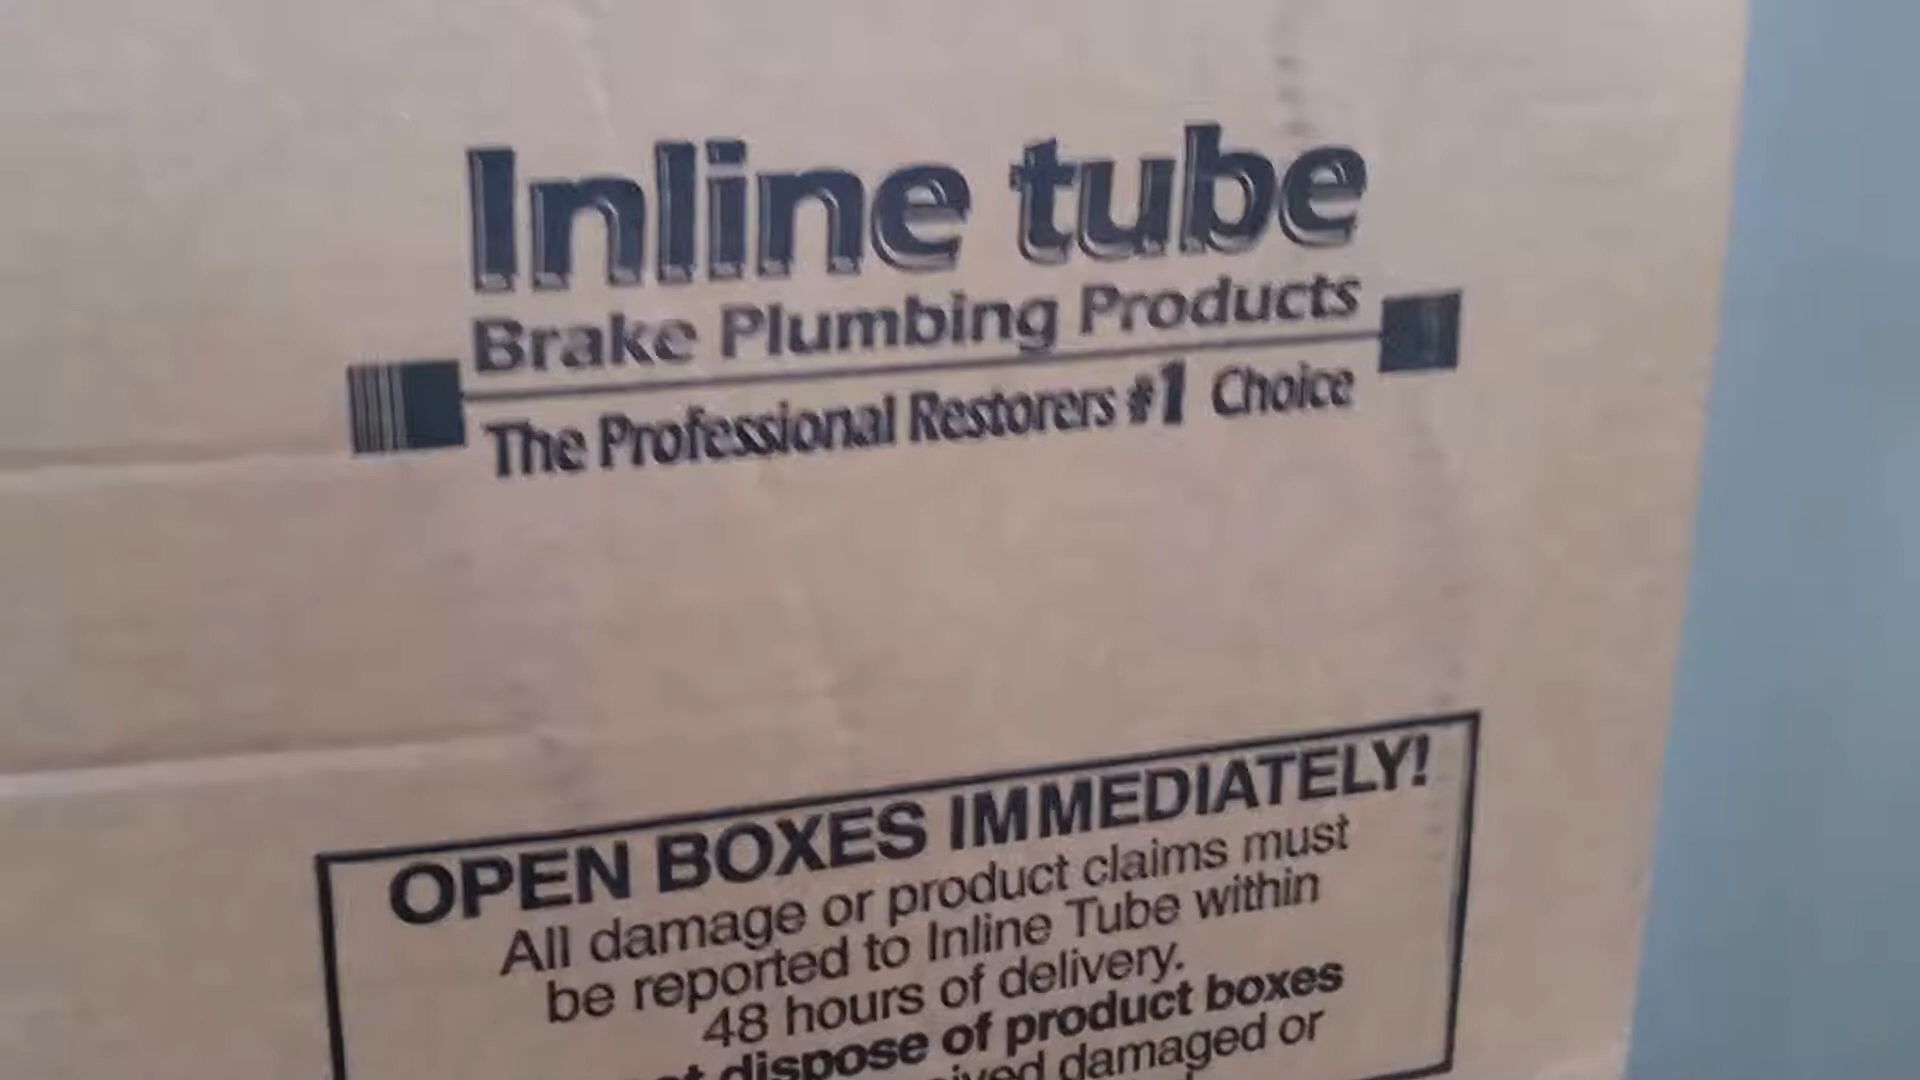 Inline tube
Brake Plumbing Products
The Professional Restorers #1 Choice
OPEN BOXES IMMEDIATELY!
All damage or product claims must
be reported to Inline Tube within
48 hours of delivery.
dispose of product boxes
damaged or